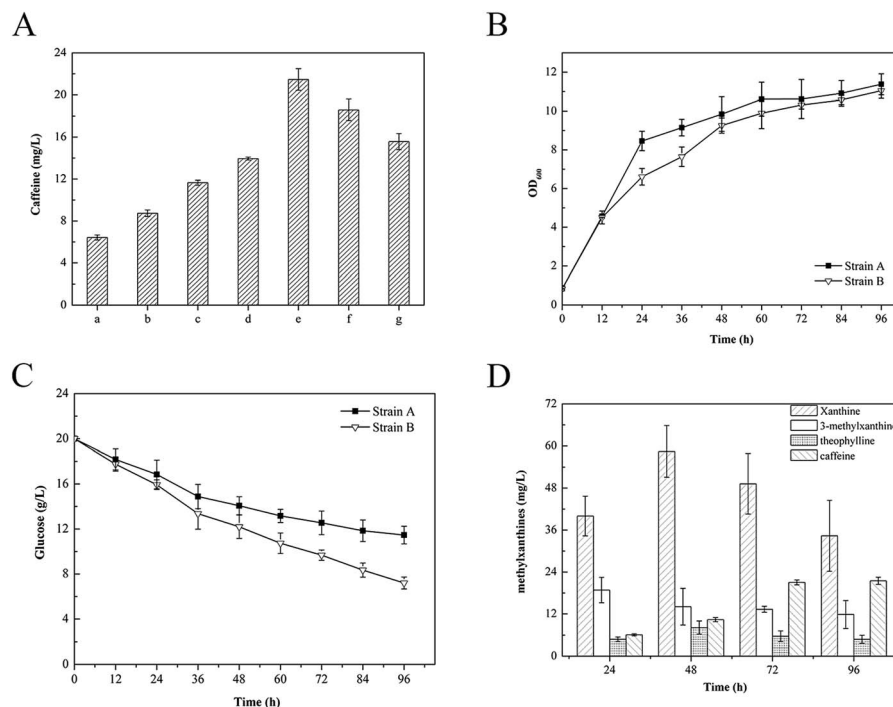 A
Caffeine (mg/L)
24
20
16
12
8
4
0
a b c d e f g
B
OD600
12
10
8
6
4
2
0
Strain A
Strain B
0 12 24 36 48 60 72 84 96
Time (h)
C
Glucose (g/L)
24
20
16
12
8
4
0
Strain A
Strain B
0 12 24 36 48 60 72 84 96
Time (h)
D
methylxanthines (mg/L)
72
60
48
36
24
12
0
Xanthine
3-methylxanthine
theophylline
caffeine
24 48 72 96
Time (h)